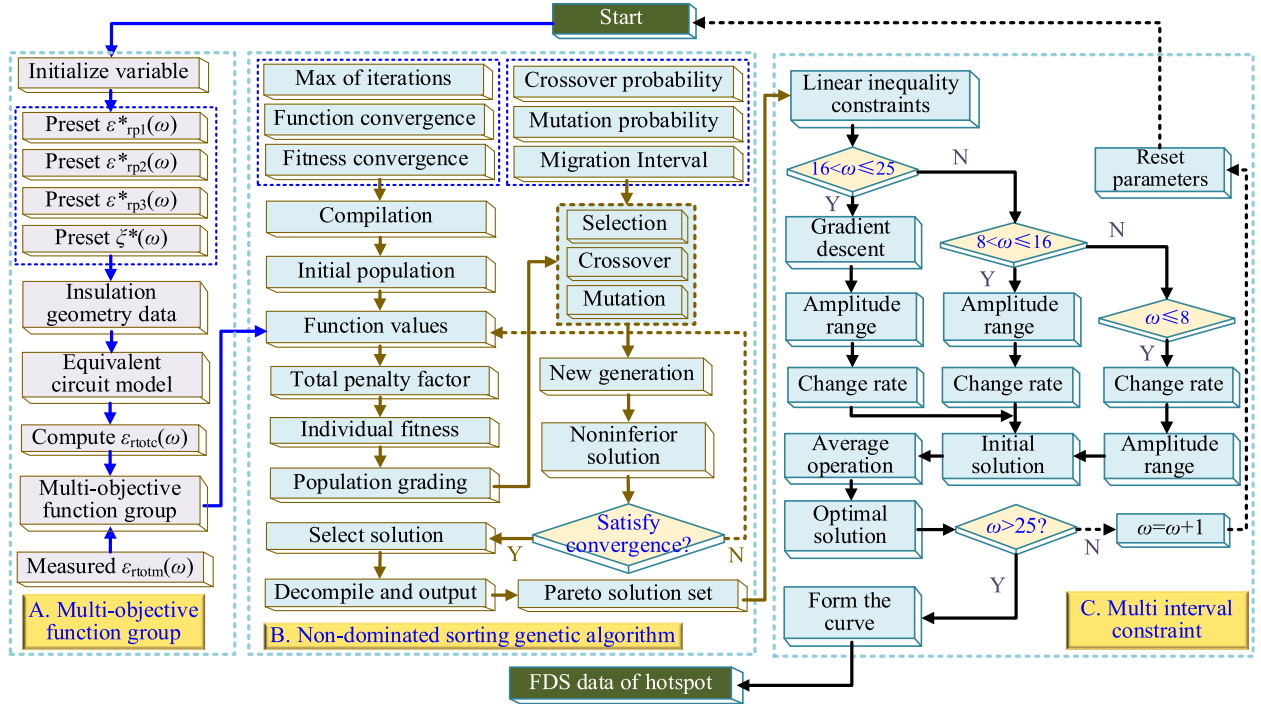 Start
Initialize variable
Preset ε*rp1(ω)
Preset ε*rp2(ω)
Preset ε*rp3(ω)
Preset ξ*(ω)
Insulation
geometry data
Equivalent
circuit model
Compute εrtotc(ω)
Multi-objective
function group
Measured εrtotm(ω)
A. Multi-objective
function group
Max of iterations
Function convergence
Fitness convergence
Crossover probability
Mutation probability
Migration Interval
Compilation
Initial population
Function values
Total penalty factor
Individual fitness
Population grading
Selection
Crossover
Mutation
New generation
Noninferior
solution
Satisfy
convergence?
Y
N
Select solution
Decompile and output
Pareto solution set
B. Non-dominated sorting genetic algorithm
Linear inequality
constraints
16<ω≤25
N
Y
Reset
parameters
Gradient
descent
8<ω≤16
N
Y
Amplitude
range
Amplitude
range
ω≤8
Y
Change rate
Change rate
Change rate
Average
operation
Initial
solution
Amplitude
range
Optimal
solution
ω>25?
N
ω=ω+1
Y
Form the
curve
C. Multi interval
constraint
FDS data of hotspot